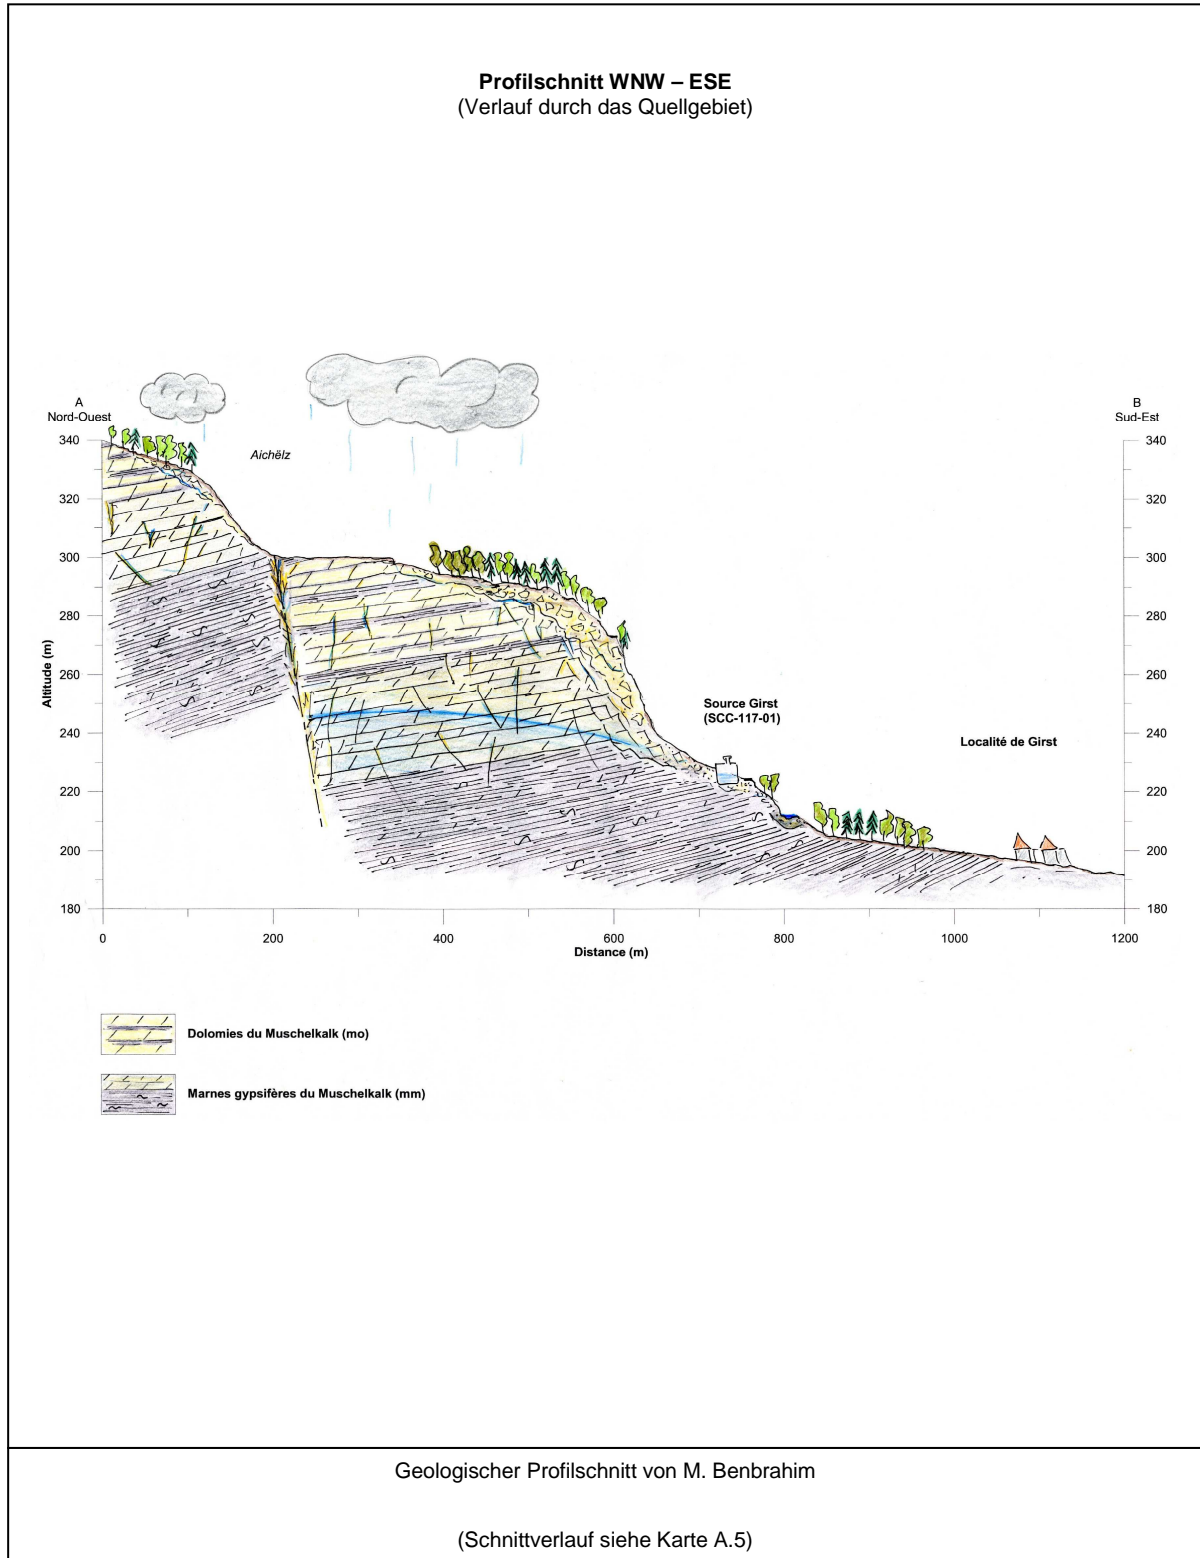 Profilschnitt WNW – ESE
(Verlauf durch das Quellgebiet)
A
Nord-Ouest
B
Sud-Est
Aichëlz
340
320
300
280
260
240
220
200
180
Altitude (m)
340
320
300
280
260
240
220
200
180
Source Girst
(SCC-117-01)
Localité de Girst
0
200
400
600
800
1000
1200
Distance (m)
Dolomies du Muschelkalk (mo)
Marnes gypsifères du Muschelkalk (mm)
Geologischer Profilschnitt von M. Benbrahim
(Schnittverlauf siehe Karte A.5)